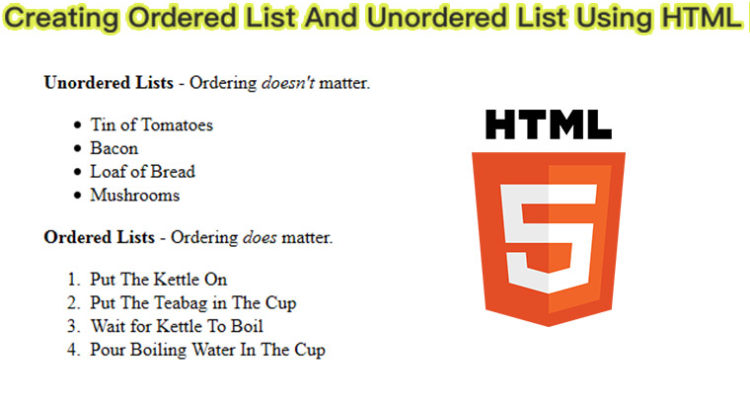 Creating Ordered List And Unordered List Using HTML
Unordered Lists - Ordering doesn't matter.
• Tin of Tomatoes
• Bacon
• Loaf of Bread
• Mushrooms
Ordered Lists - Ordering does matter.
1. Put The Kettle On
2. Put The Teabag in The Cup
3. Wait for Kettle To Boil
4. Pour Boiling Water In The Cup
HTML
5